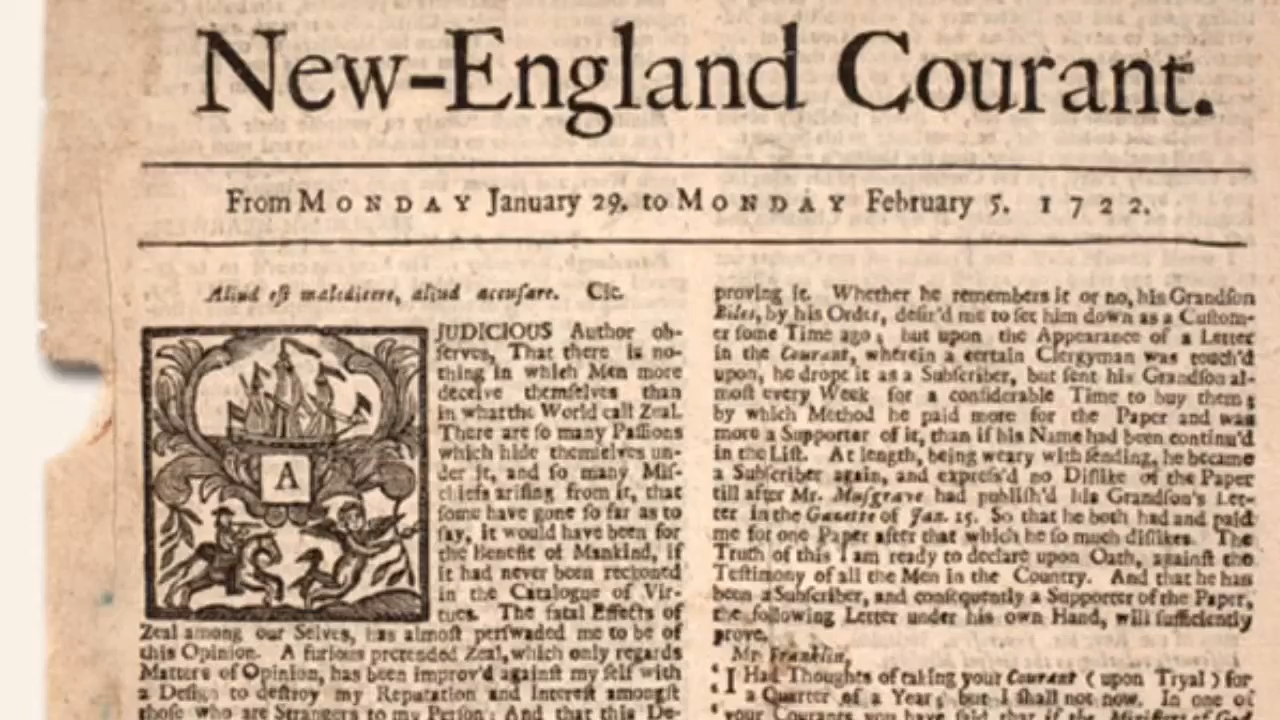 New-England Courant.
From MONDAY January 29. to MONDAY February 5. 1722.
Aliud eſt maledicere, aliud accuſare. Cic.
A
JUDICIOUS Author ob-
ſerves, That there is no-
thing in which Men more
deceive themſelves than
in what the World call Zeal.
There are ſo many Paſſions
which hide themſelves un-
der it, and ſo many Miſ-
chiefs ariſing from it, that
ſome have gone ſo far as to
ſay, it would have been for
the Benefit of Mankind, if
it had never been reckoned
in the Catalogue of Vir-
tues. The fatal Effects of
Zeal among our Selves, has almoſt perſwaded me to be of
this Opinion. A furious pretended Zeal, which only regards
Matters of Opinion, has been improv'd againſt my ſelf with
a Deſign to deſtroy my Reputation and Intereſt amongſt
thoſe who are Strangers to my Perſon: And that this De-
proving it. Whether he remembers it or no, his Grandſon
Biles, by his Order, deſir'd me to ſet him down as a Cuſtom-
er ſome Time ago; but upon the Appearance of a Letter
in the Courant, wherein a certain Clergyman was touch'd
upon, he dropt it as a Subſcriber, but ſent his Grandſon al-
moſt every Week for a conſiderable Time to buy them;
by which Method he paid more for the Paper and was
more a Supporter of it, than if his Name had been continu'd
in the Liſt. At length, being weary with ſending, he became
a Subſcriber again, and expreſs'd no Diſlike of the Paper
till after Mr. Muſgrave had publiſh'd his Grandſon's Let-
ter in the Gazette of Jan. 15. So that he both had and paid
me for one Paper after that which he ſo much diſlikes. The
Truth of this I am ready to declare upon Oath, againſt the
Teſtimony of all the Men in the Country. And that he has
been a Subſcriber, and conſequently a Supporter of the Paper,
the following Letter under his own Hand, will ſufficiently
prove.
Mr. Franklin,
'I Had Thoughts of taking your Courant (upon Tryal) for
' a Quarter of a Year; but I ſhall not now. In one of
' your Courants you have ſaid, that if the